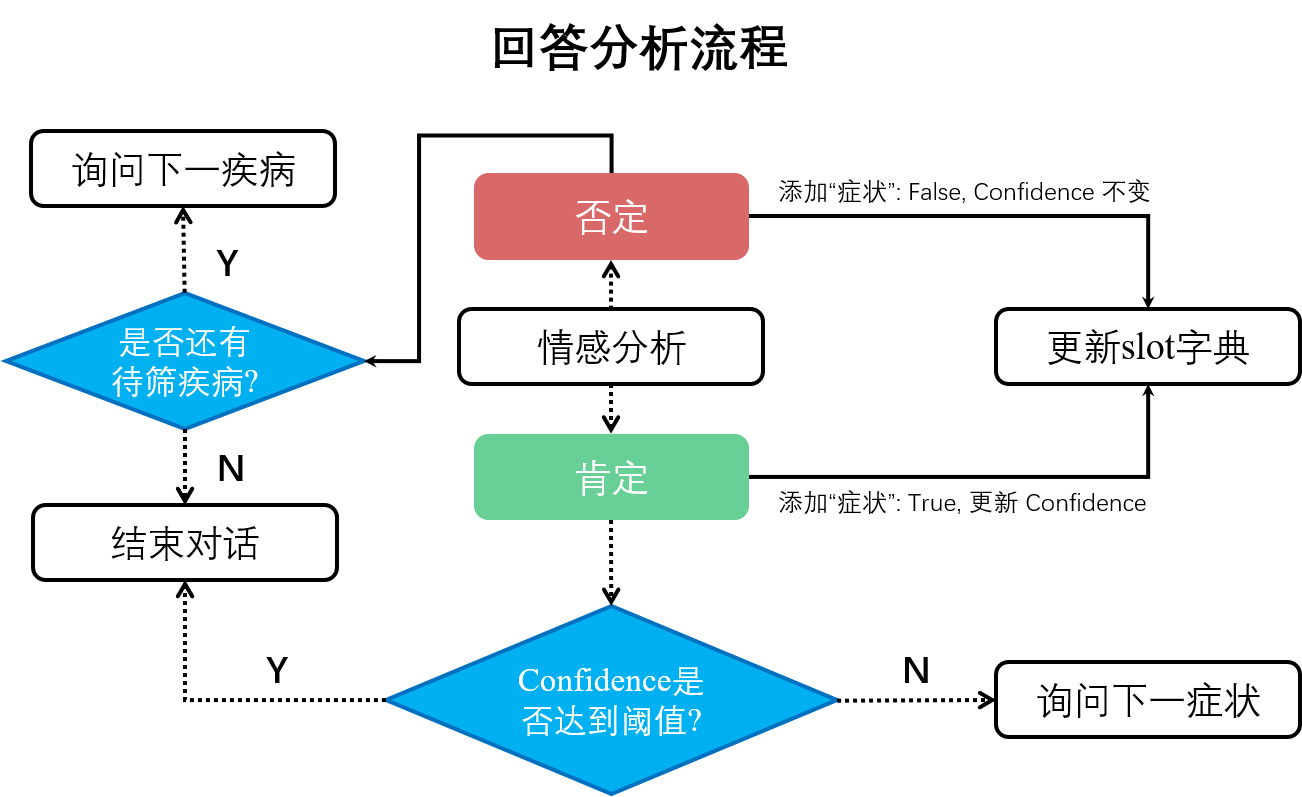 回答分析流程
询问下一疾病
否定
添加“症状”: False, Confidence 不变
Y
是否还有
待筛疾病?
情感分析
更新slot字典
N
肯定
添加“症状”: True, 更新 Confidence
结束对话
Y
Confidence是
否达到阈值?
N
询问下一症状